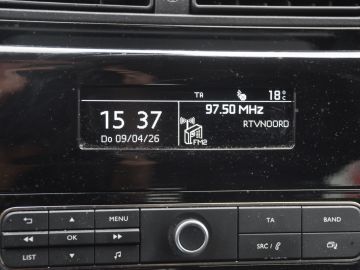 TA 18°C
97.50 MHz
15 37
RTVNOORD
Do 09/04/26
FM2
MENU
TA
BAND
OK
SRC/
LIST